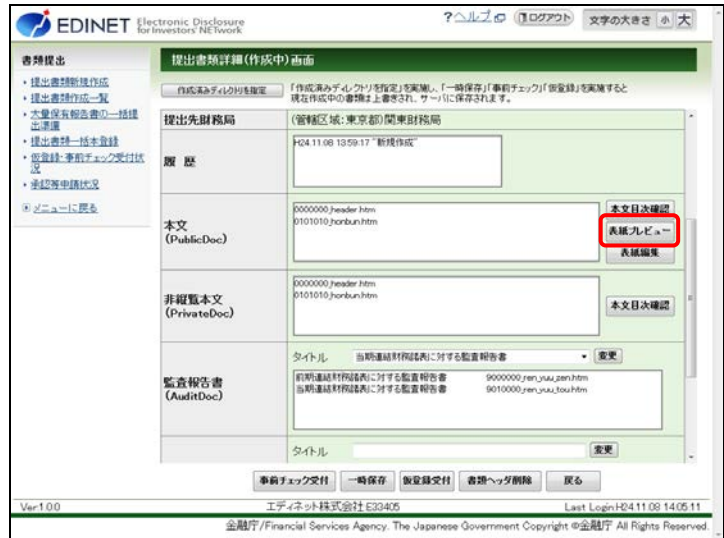 EDINET Electronic Disclosure
for Investors' NETwork
?ヘルプ ログアウト 文字の大きさ 小 大
書類提出
提出書類詳細(作成中)画面
・提出書類新規作成
・提出書類作成一覧
・大量保有報告書の一括提
出準備
・提出書類一括本登録
・仮登録・事前チェック受付状
況
・承認等申請状況
メニューに戻る
作成済みディレクトリを指定
「作成済みディレクトリを指定」を実施し、「一時保存」「事前チェック」「仮登録」を実施すると
現在作成中の書類は上書きされ、サーバに保存されます。
提出先財務局
(管轄区域:東京都)関東財務局
履 歴
H24.11.08 13:59:17 "新規作成"
本文
(PublicDoc)
0000000_header.htm
0101010_honbun.htm
本文目次確認
表紙プレビュー
表紙編集
非縦覧本文
(PrivateDoc)
0000000_header.htm
0101010_honbun.htm
本文目次確認
監査報告書
(AuditDoc)
タイトル 当期連結財務諸表に対する監査報告書 変更
前期連結財務諸表に対する監査報告書 9000000_ren_yuu_zen.htm
当期連結財務諸表に対する監査報告書 9010000_ren_yuu_tou.htm
タイトル 変更
事前チェック受付 一時保存 仮登録受付 書類ヘッダ削除 戻る
Ver1.0.0 エディネット株式会社 E33405 Last Login:H24.11.08 14:05:11
金融庁/Financial Services Agency. The Japanese Government Copyright ©金融庁 All Rights Reserved.